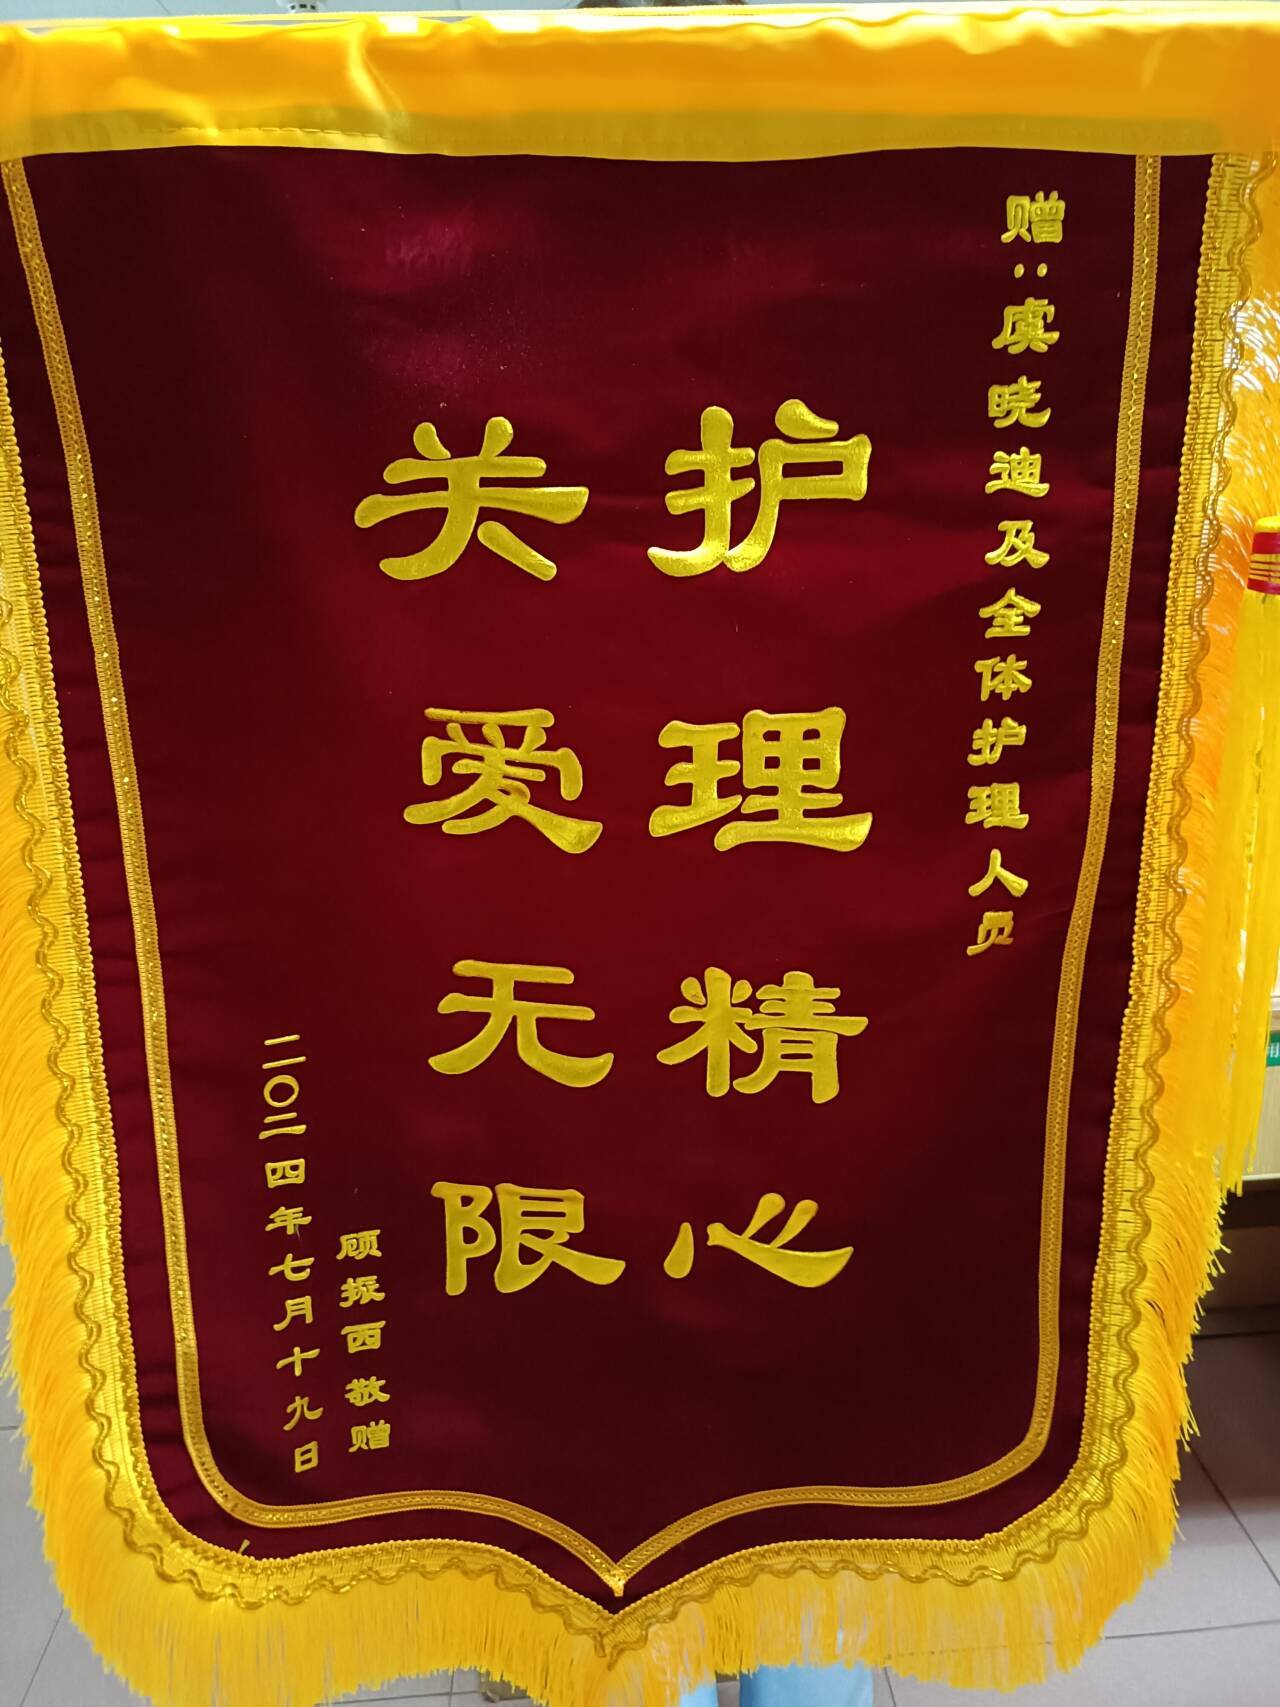 赠：虞晓迪及全体护理人员
护理精心
关爱无限
顾振西敬赠
二〇二四年七月十九日